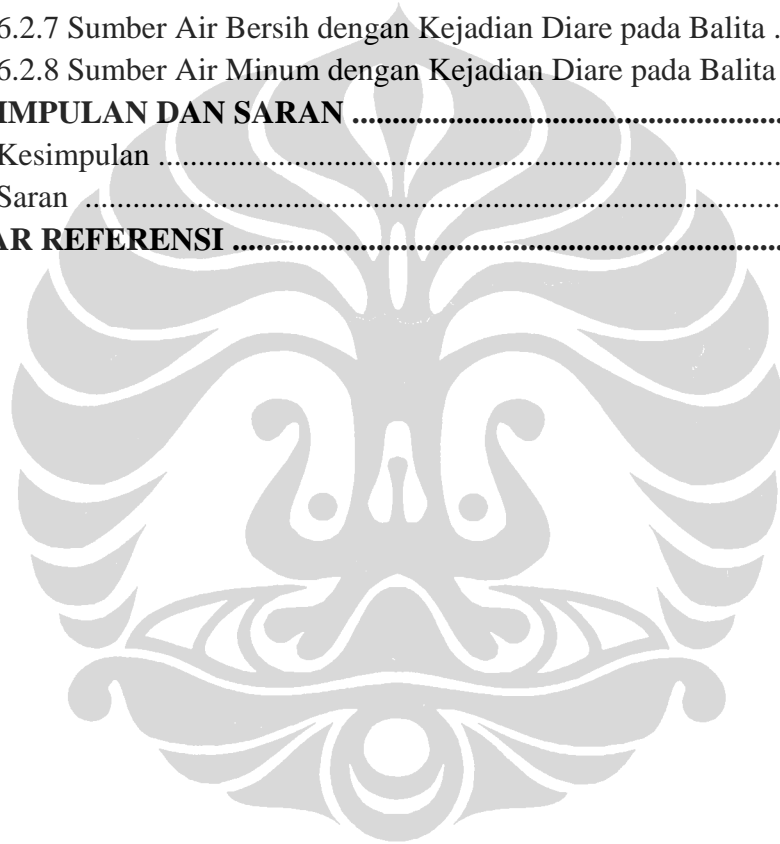 6.2.7 Sumber Air Bersih dengan Kejadian Diare pada Balita .
6.2.8 Sumber Air Minum dengan Kejadian Diare pada Balita
IMPULAN DAN SARAN ........................................................
Kesimpulan ................................................................................
Saran ..........................................................................................
AR REFERENSI ........................................................................